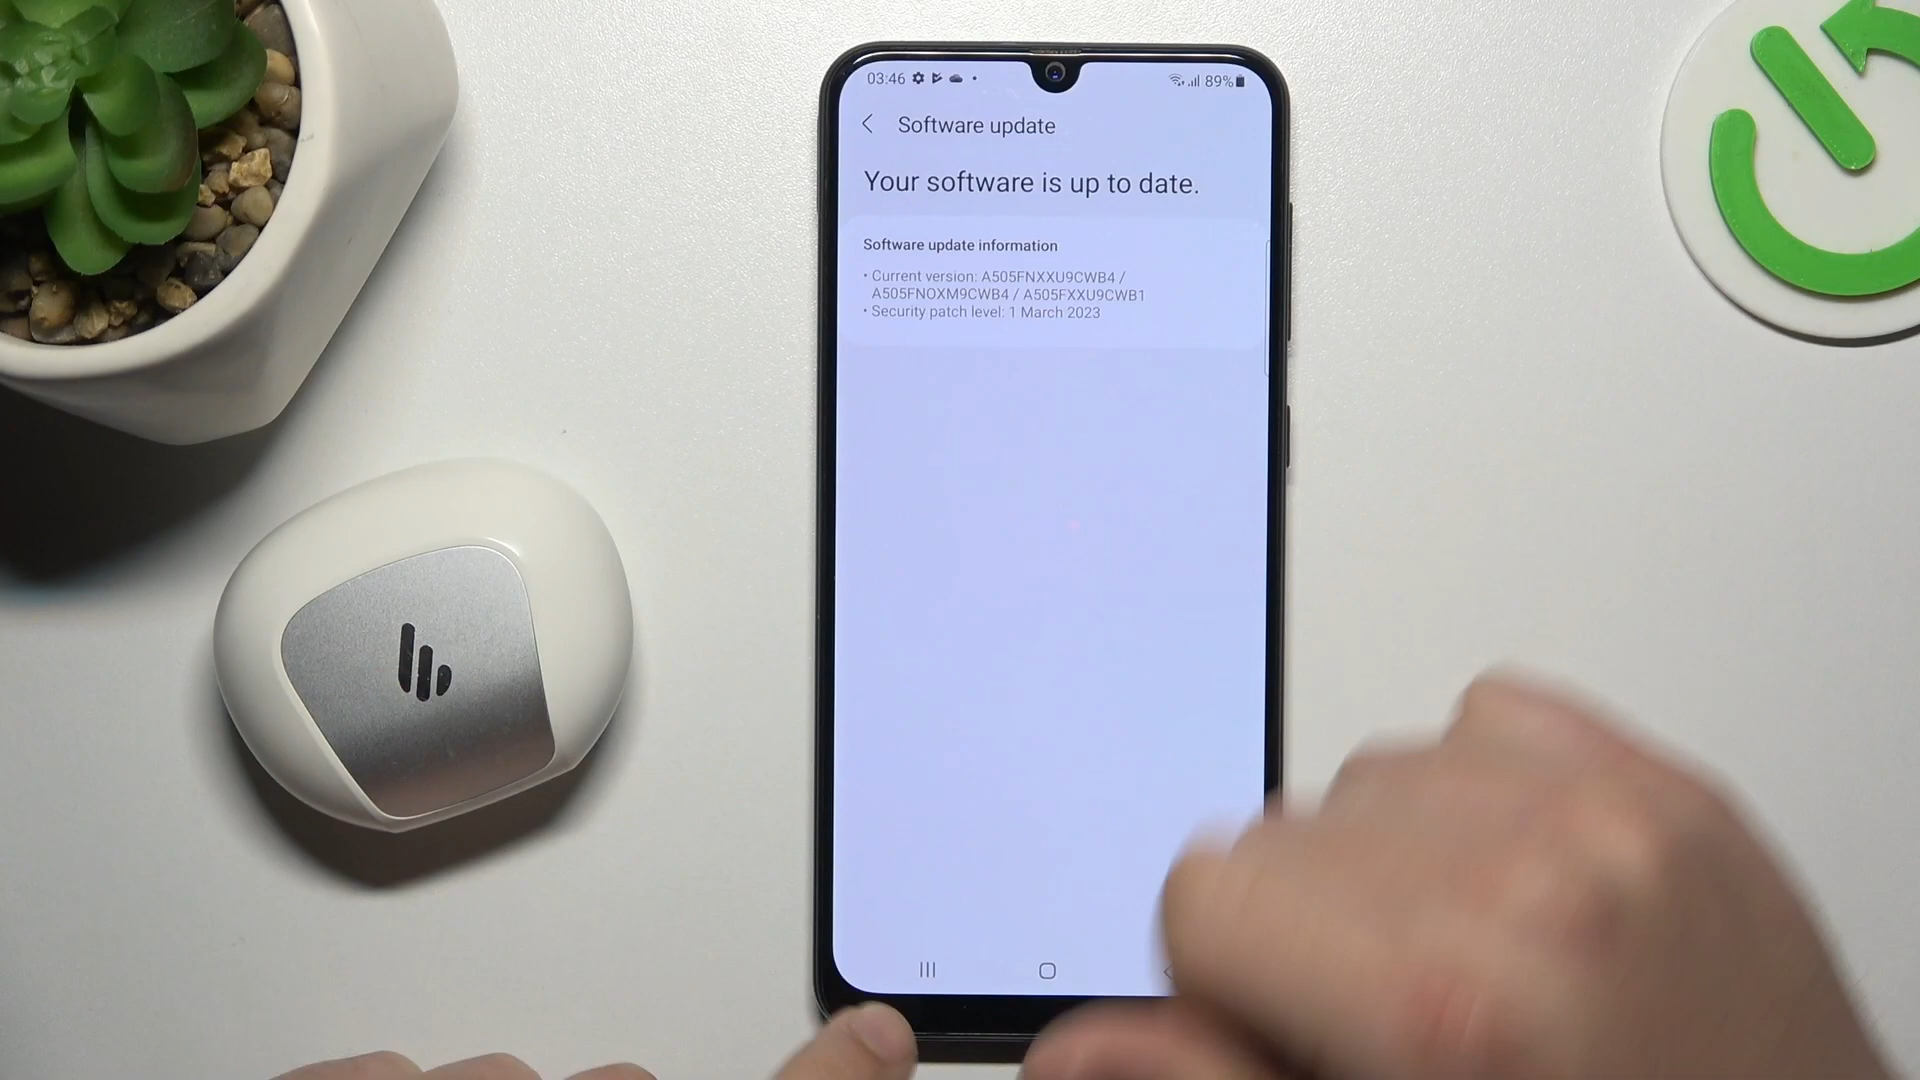 03:46
89%
Software update
Your software is up to date.
Software update information
• Current version: A505FNXXU9CWB4 /
A505FNOXM9CWB4 / A505FXXU9CWB1
• Security patch level: 1 March 2023